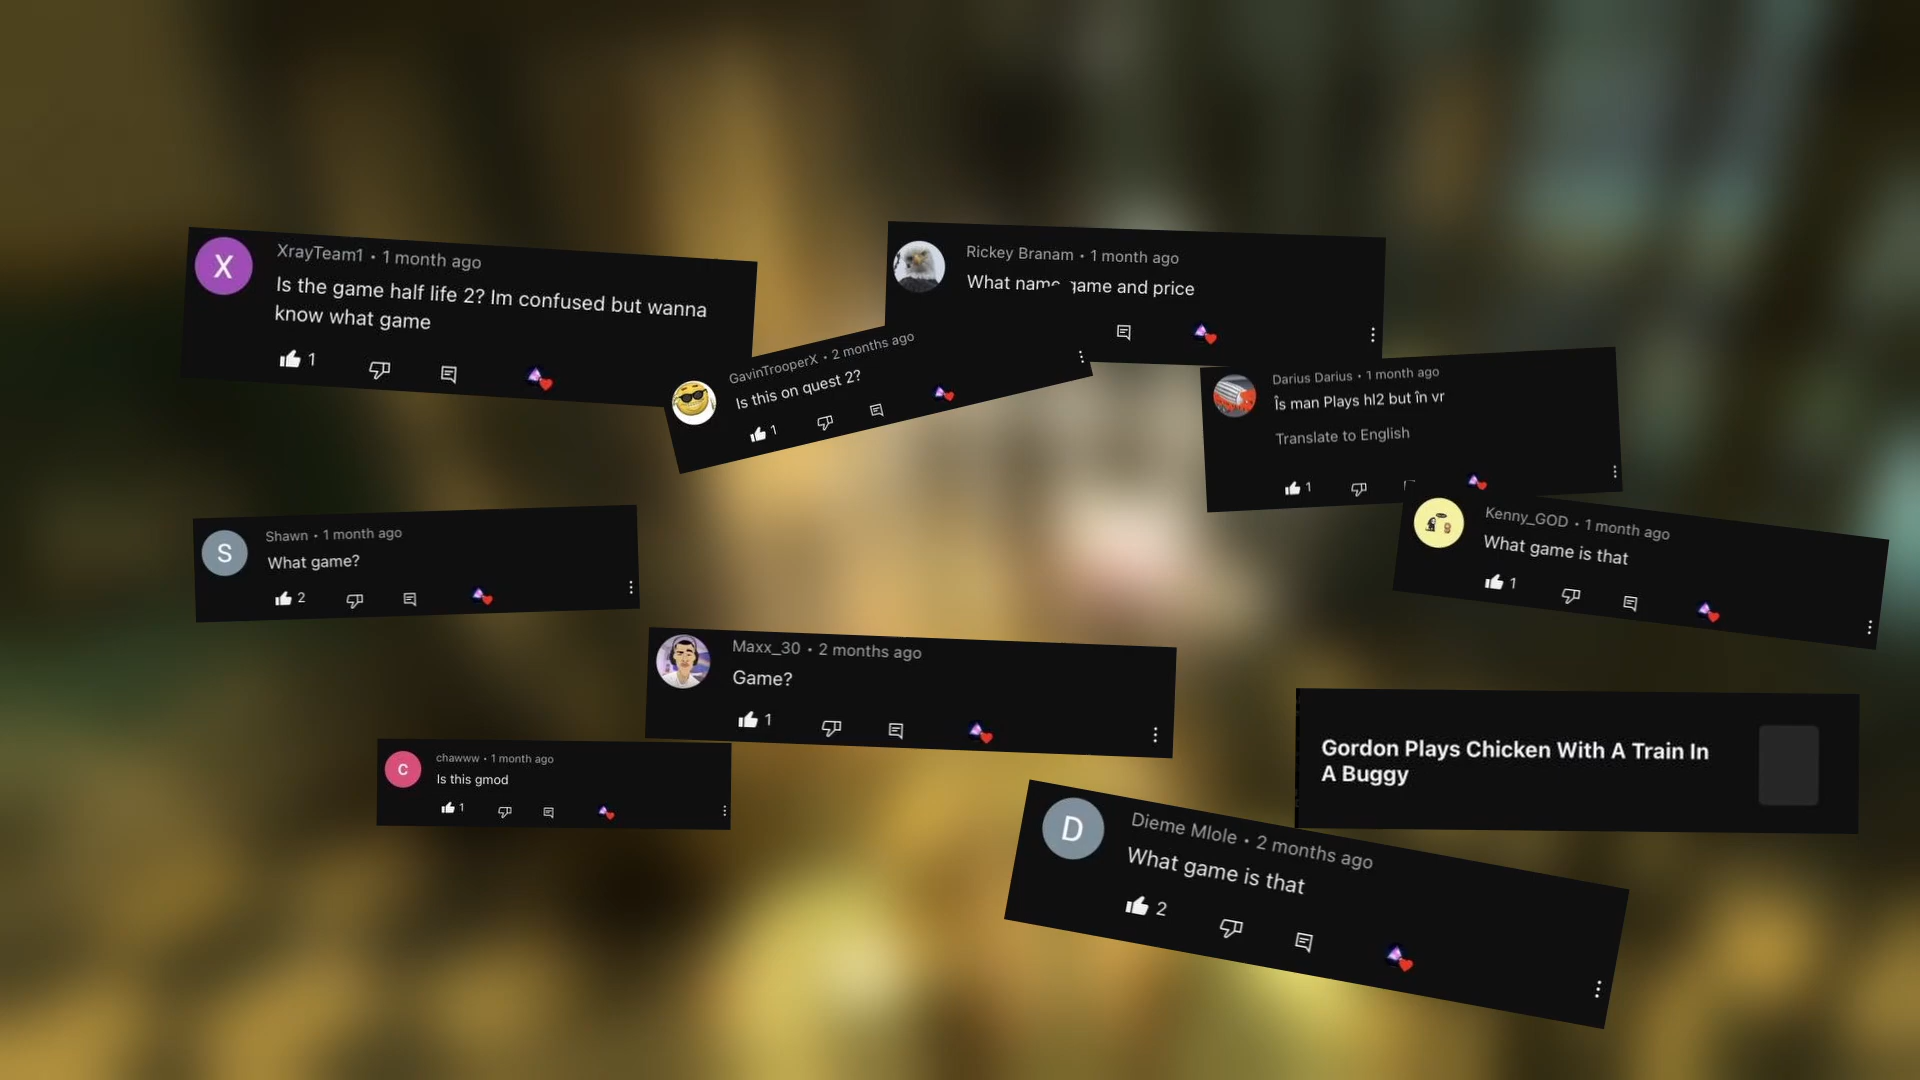 XrayTeam1 • 1 month ago
Is the game half life 2? Im confused but wanna
know what game
1
Rickey Branam • 1 month ago
What name game and price
GavinTrooperX • 2 months ago
Is this on quest 2?
1
Darius Darius • 1 month ago
Îs man Plays hl2 but în vr
Translate to English
1
Kenny_GOD • 1 month ago
What game is that
1
S
Shawn • 1 month ago
What game?
2
Maxx_30 • 2 months ago
Game?
1
Gordon Plays Chicken With A Train In
A Buggy
C
chawww • 1 month ago
Is this gmod
1
D
Dieme Mlole • 2 months ago
What game is that
2
X